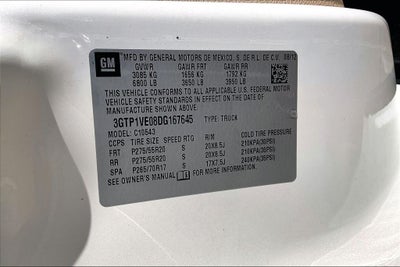 GM
MFD BY GENERAL MOTORS DE MEXICO, S. DE R.L. DE C.V. 08/12
GVWR GAWR FRT GAWR RR
3085 KG 1656 KG 1792 KG
6800 LB 3650 LB 3950 LB
THIS VEHICLE CONFORMS TO ALL APPLICABLE U.S. FEDERAL MOTOR
VEHICLE SAFETY STANDARDS IN EFFECT ON THE DATE OF
MANUFACTURE SHOWN ABOVE.
3GTP1VE08DG167645 TYPE: TRUCK
MODEL: C10543
CCPS TIRE SIZE SPEED RTG RIM COLD TIRE PRESSURE
FRT P275/55R20 S 20X8.5J 210KPA(30PSI)
RR P275/55R20 S 20X8.5J 210KPA(30PSI)
SPA P265/70R17 S 17X7.5J 240KPA(35PSI)
SEE OWNER'S MANUAL FOR MORE INFORMATION.